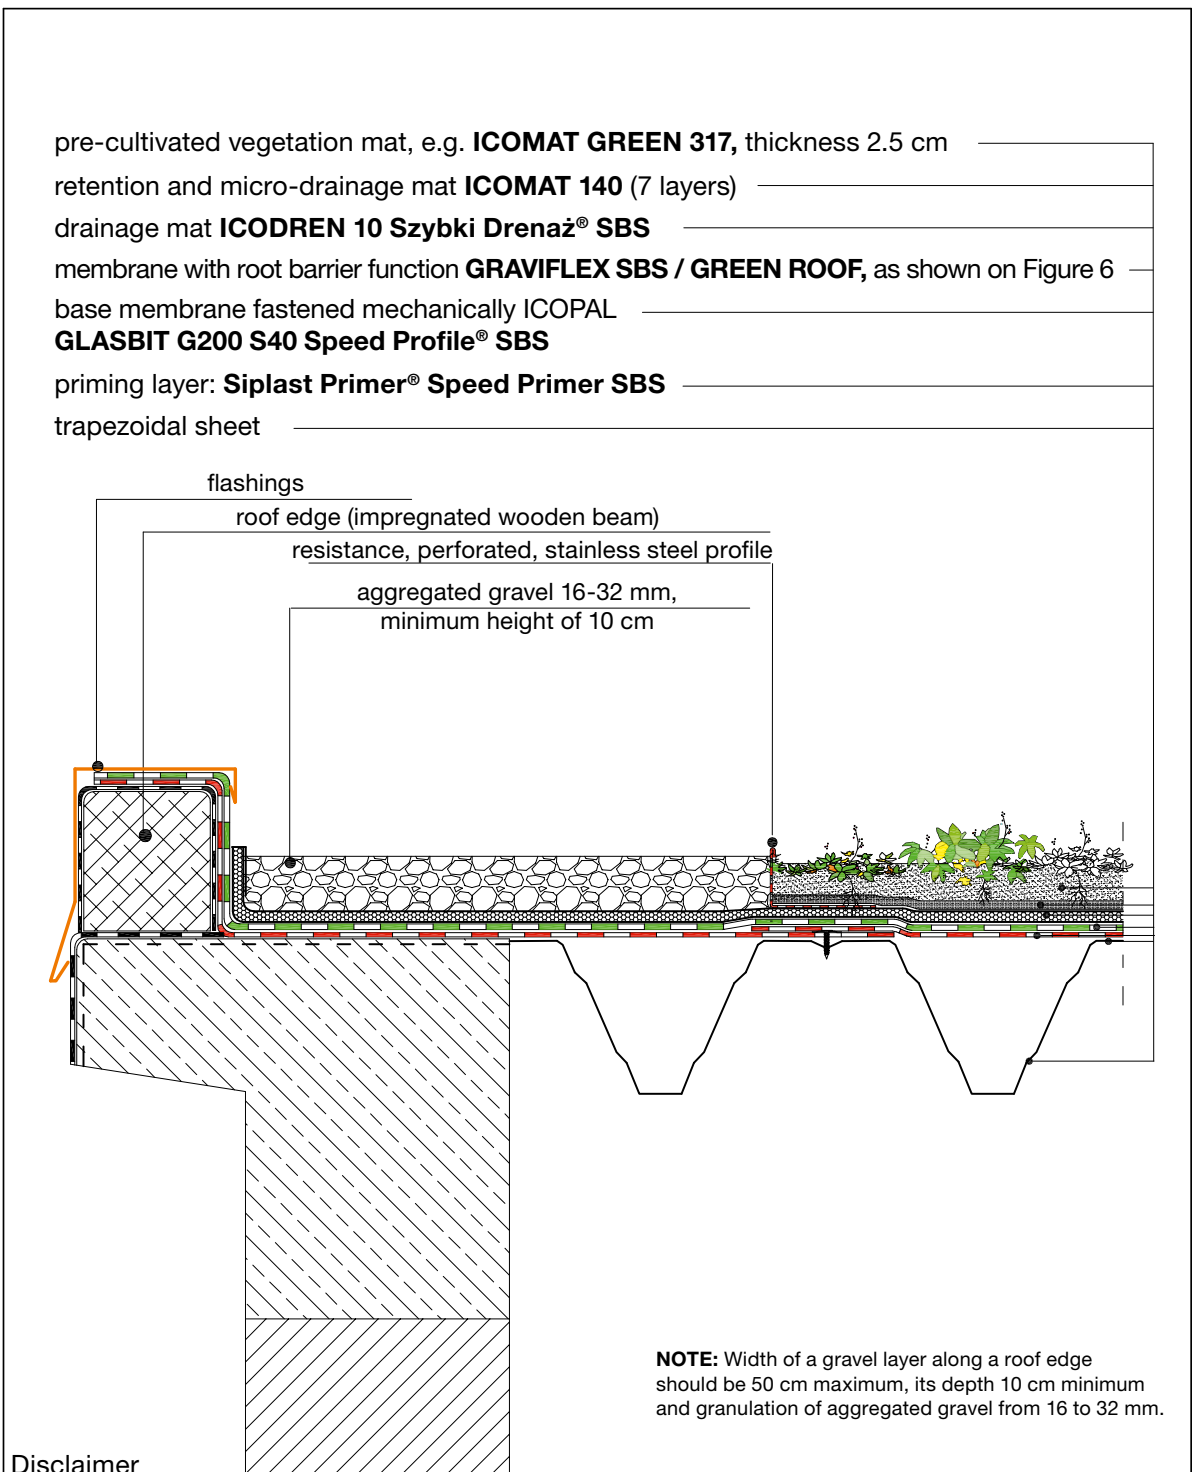 pre-cultivated vegetation mat, e.g. ICOMAT GREEN 317, thickness 2.5 cm
retention and micro-drainage mat ICOMAT 140 (7 layers)
drainage mat ICODREN 10 Szybki Drenaż® SBS
membrane with root barrier function GRAVIFLEX SBS / GREEN ROOF, as shown on Figure 6
base membrane fastened mechanically ICOPAL
GLASBIT G200 S40 Speed Profile® SBS
priming layer: Siplast Primer® Speed Primer SBS
trapezoidal sheet
flashings
roof edge (impregnated wooden beam)
resistance, perforated, stainless steel profile
aggregated gravel 16-32 mm,
minimum height of 10 cm
NOTE: Width of a gravel layer along a roof edge
should be 50 cm maximum, its depth 10 cm minimum
and granulation of aggregated gravel from 16 to 32 mm.
Disclaimer